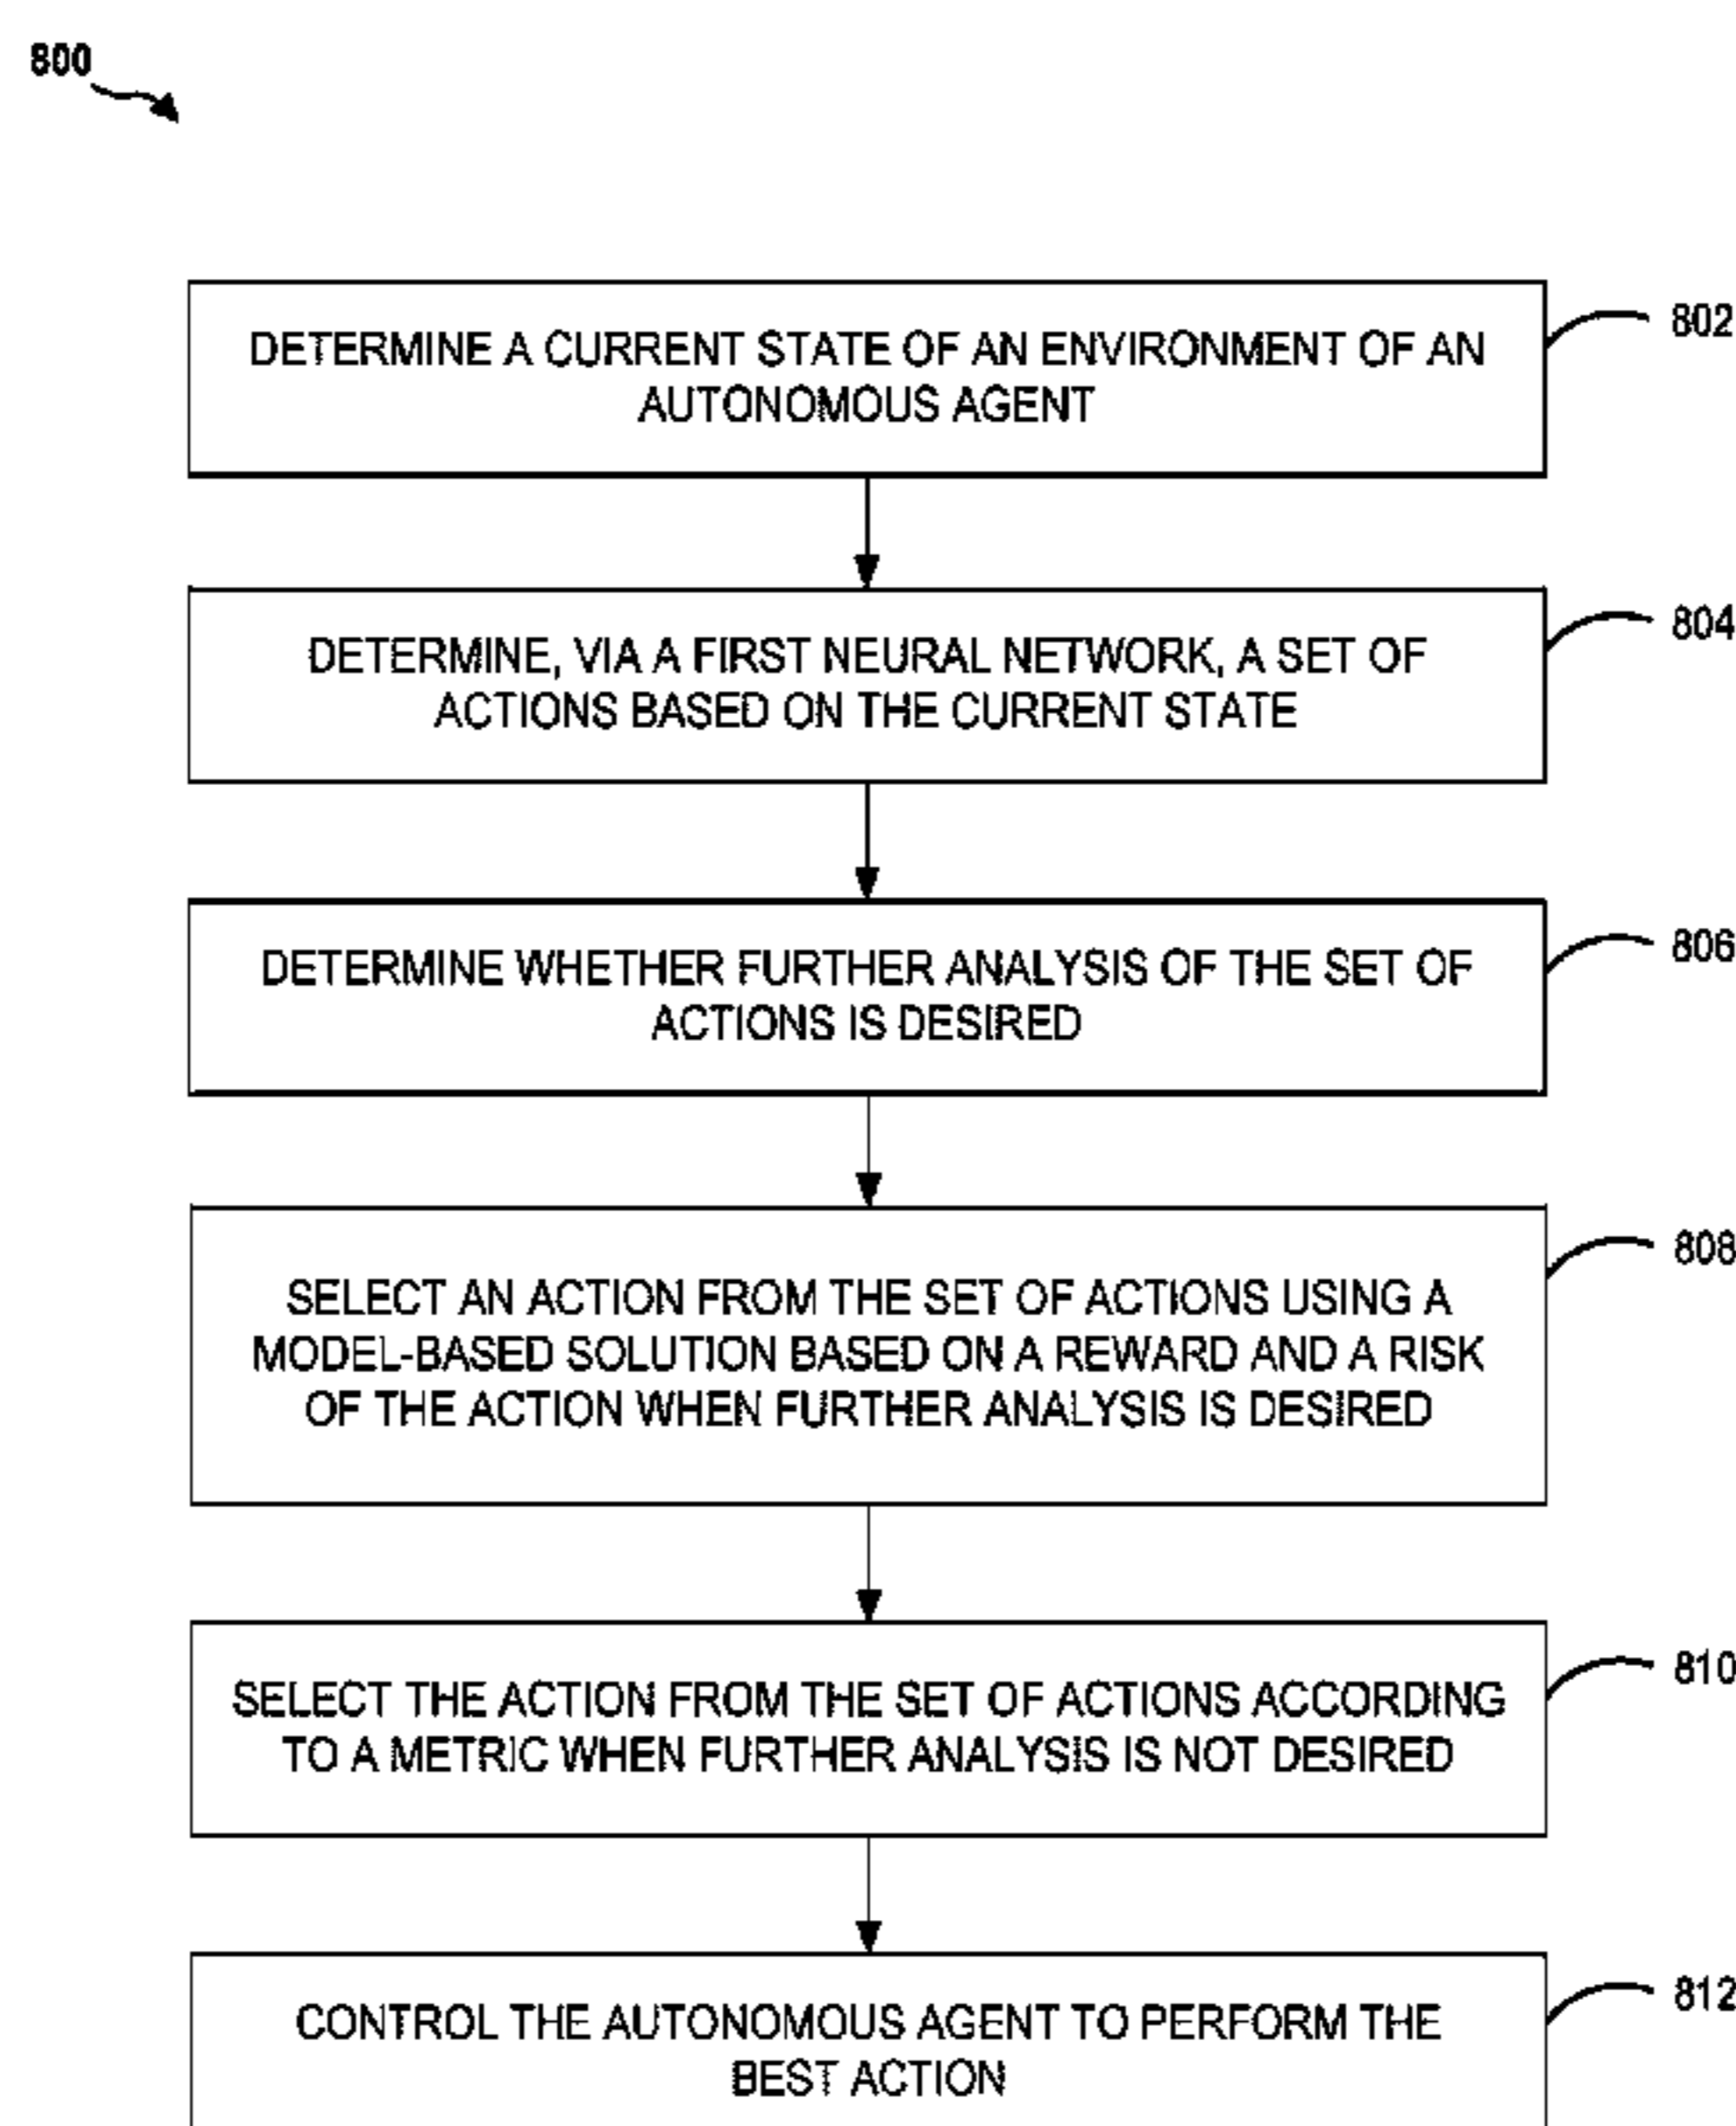 800
DETERMINE A CURRENT STATE OF AN ENVIRONMENT OF AN
AUTONOMOUS AGENT
802
DETERMINE, VIA A FIRST NEURAL NETWORK, A SET OF
ACTIONS BASED ON THE CURRENT STATE
804
DETERMINE WHETHER FURTHER ANALYSIS OF THE SET OF
ACTIONS IS DESIRED
806
SELECT AN ACTION FROM THE SET OF ACTIONS USING A
MODEL-BASED SOLUTION BASED ON A REWARD AND A RISK
OF THE ACTION WHEN FURTHER ANALYSIS IS DESIRED
808
SELECT THE ACTION FROM THE SET OF ACTIONS ACCORDING
TO A METRIC WHEN FURTHER ANALYSIS IS NOT DESIRED
810
CONTROL THE AUTONOMOUS AGENT TO PERFORM THE
BEST ACTION
812